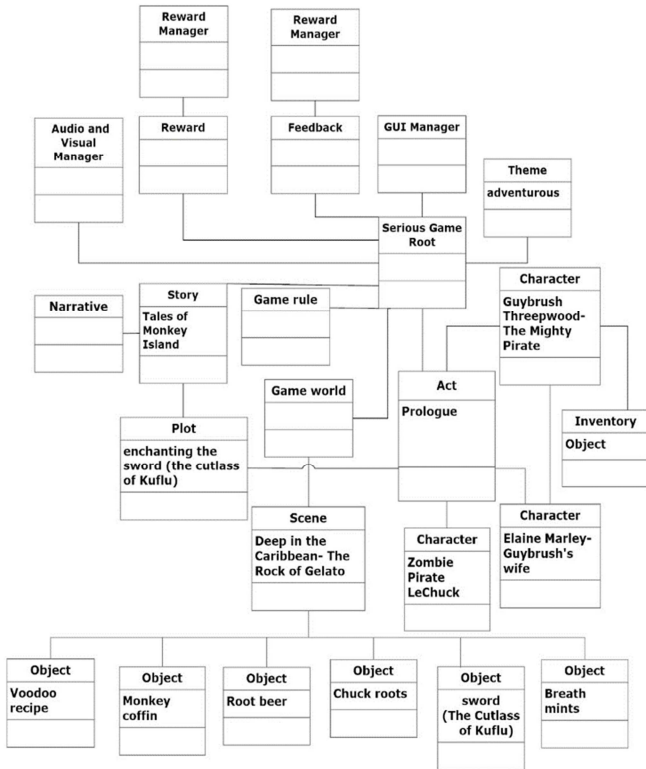 Reward
Manager
Reward
Manager
Audio and
Visual
Manager
Reward
Feedback
GUI Manager
Theme
adventurous
Serious Game
Root
Character
Guybrush
Threepwood-
The Mighty
Pirate
Narrative
Story
Tales of
Monkey
Island
Game rule
Game world
Act
Prologue
Plot
enchanting the
sword (the cutlass
of Kuflu)
Inventory
Object
Scene
Deep in the
Caribbean- The
Rock of Gelato
Character
Zombie
Pirate
LeChuck
Character
Elaine Marley-
Guybrush's
wife
Object
Voodoo
recipe
Object
Monkey
coffin
Object
Root beer
Object
Chuck roots
Object
sword
(The Cutlass
of Kuflu)
Object
Breath
mints